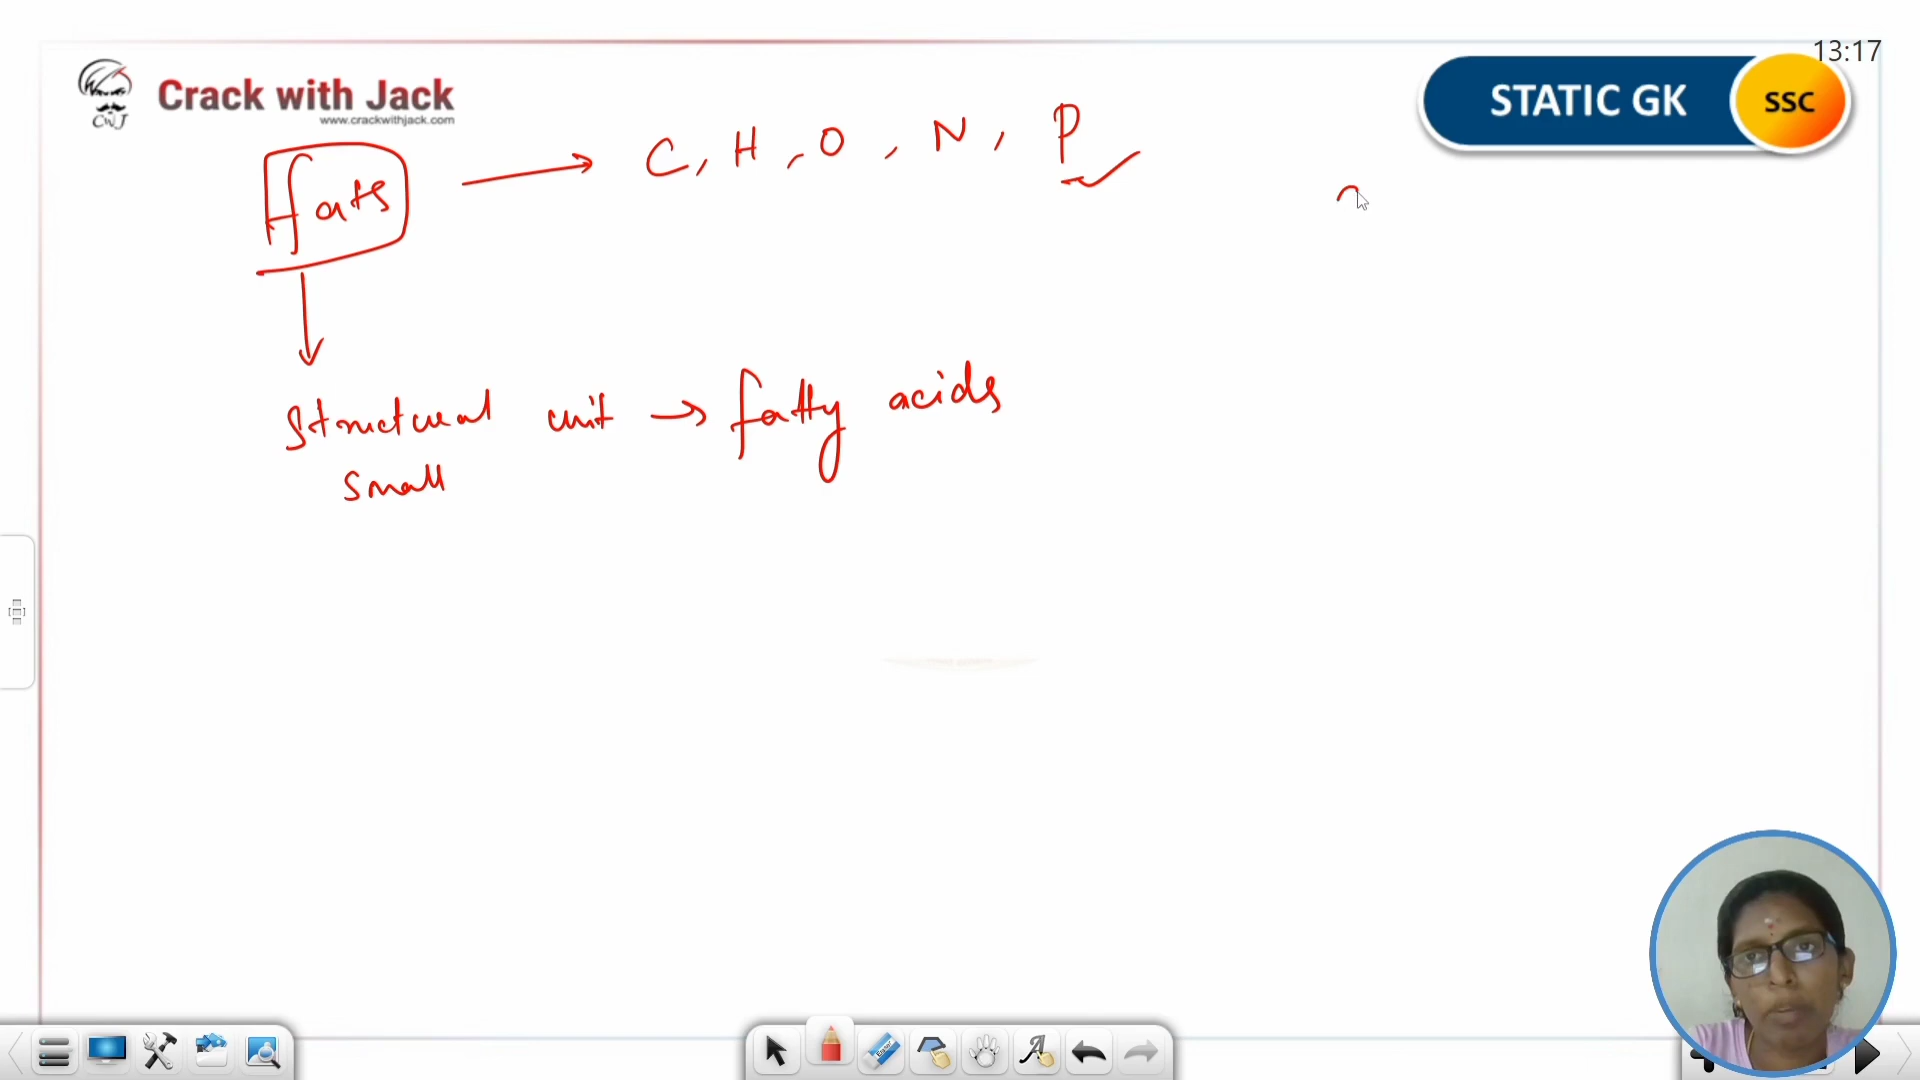 13:17
Crack with Jack
www.crackwithjack.com
CWJ
STATIC GK
SSC
fats → C, H, O, N, P
Structural unit → fatty acids
small